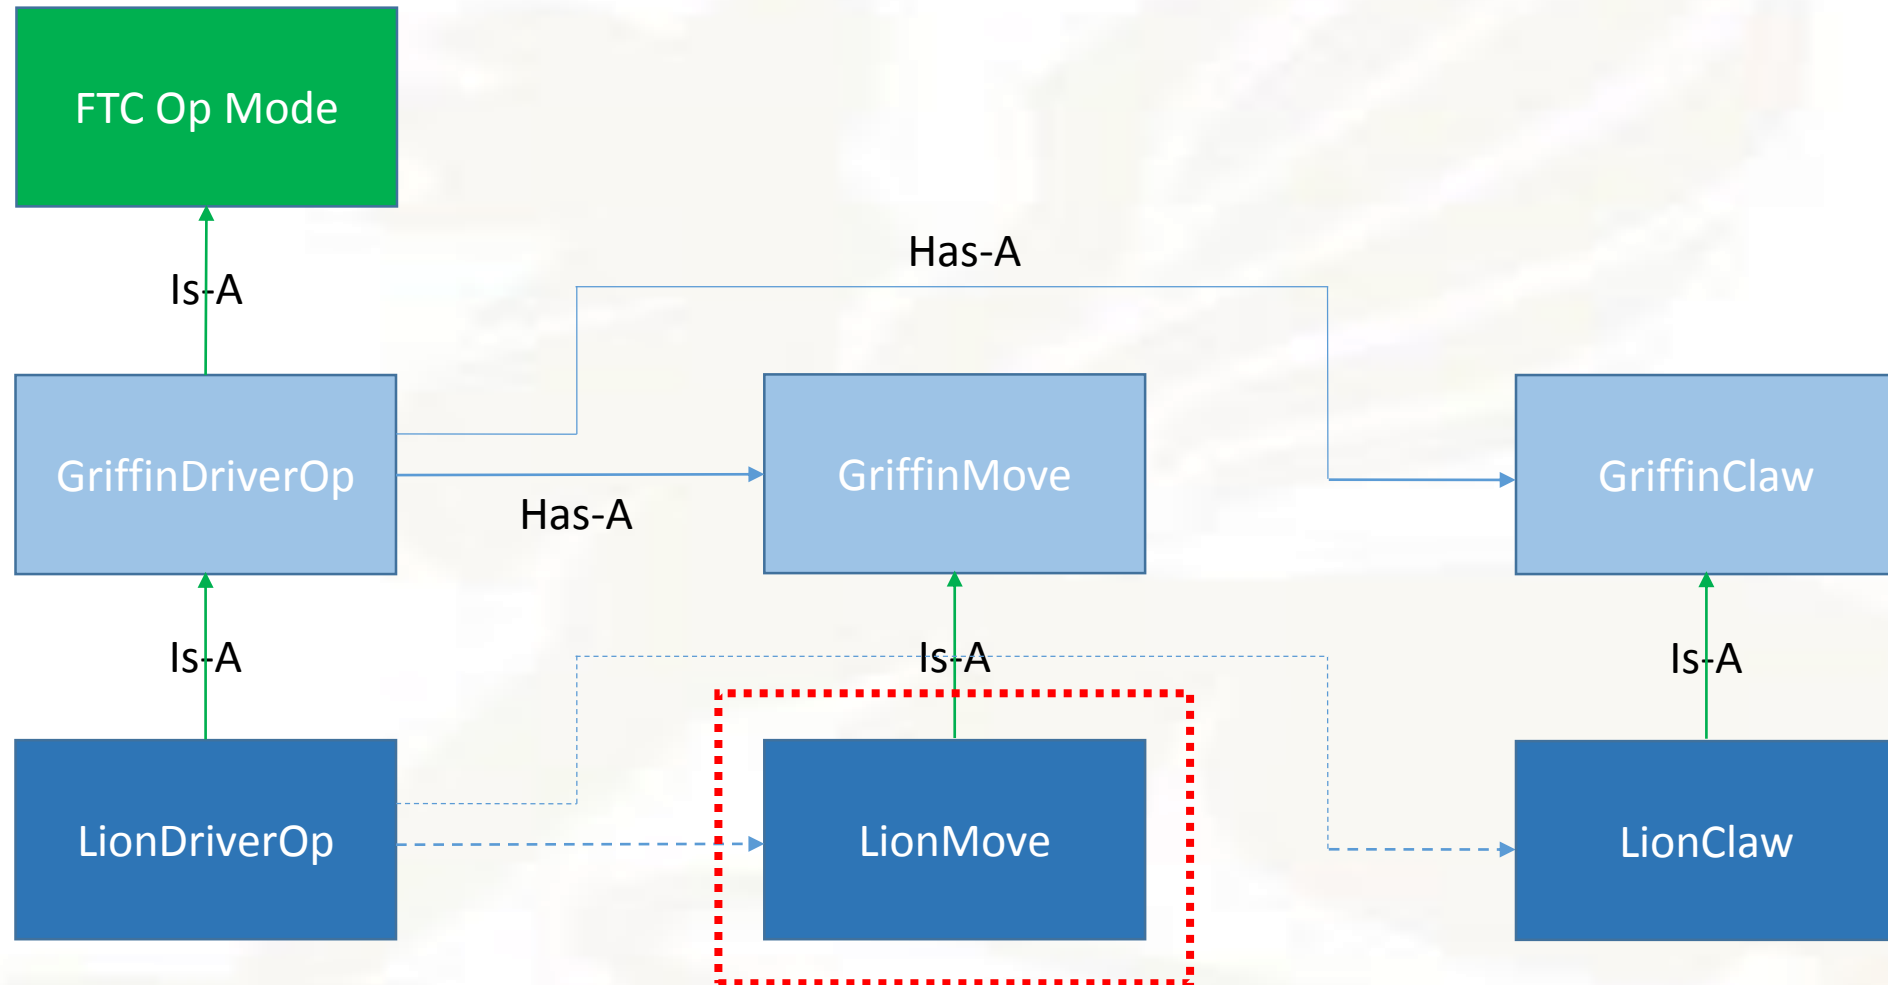 FTC Op Mode
Has-A
Is-A
GriffinDriverOp
GriffinMove
GriffinClaw
Has-A
Is-A
Is-A
Is-A
LionDriverOp
LionMove
LionClaw